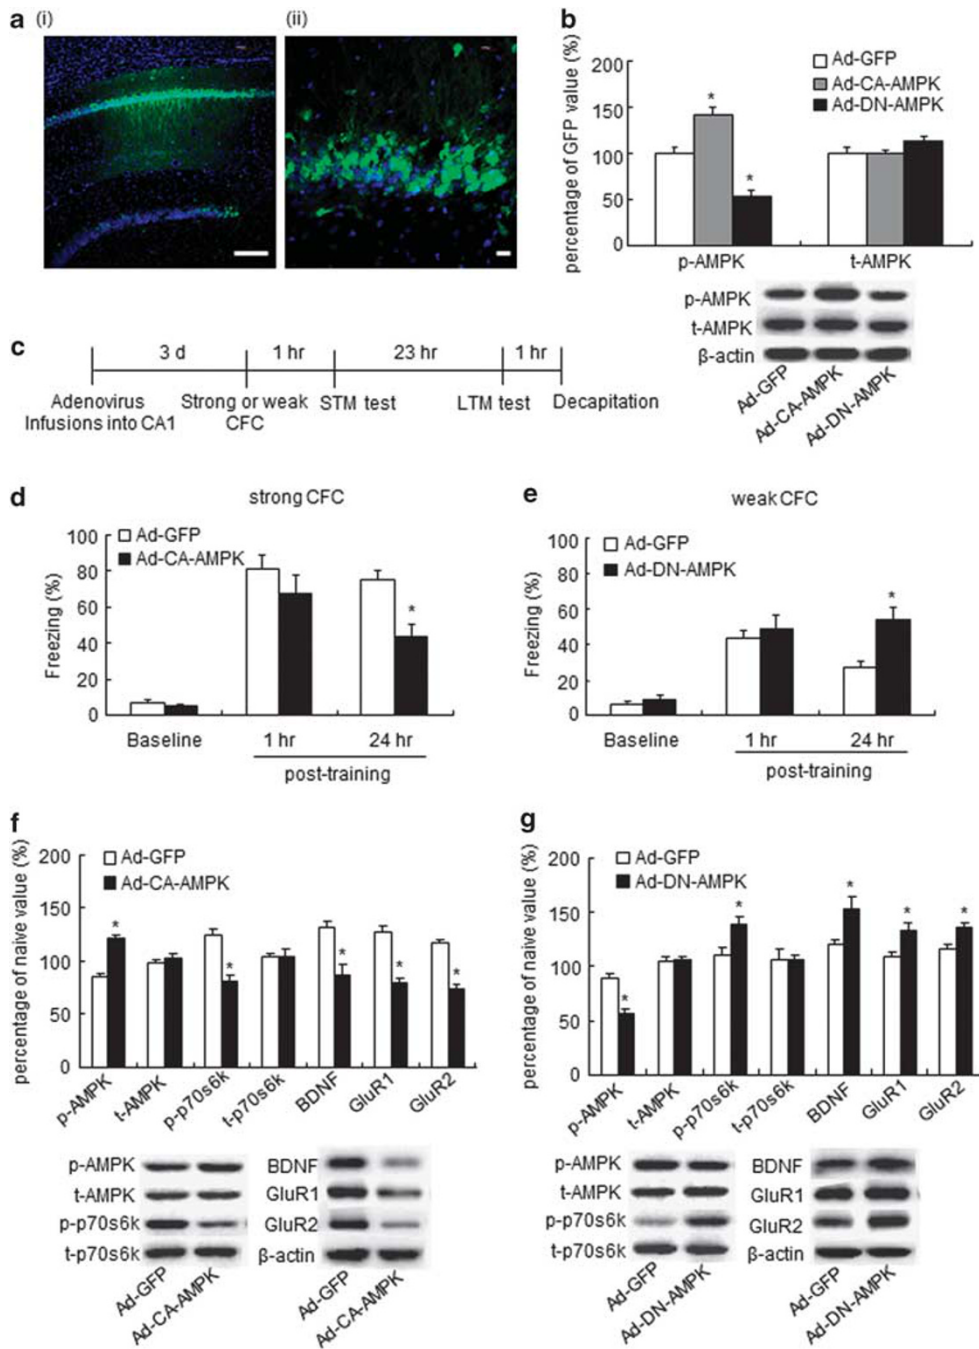 a (i) (ii)
b
Ad-GFP
Ad-CA-AMPK
Ad-DN-AMPK
percentage of GFP value (%)
200
150
100
50
0
p-AMPK t-AMPK
p-AMPK
t-AMPK
β-actin
Ad-GFP
Ad-CA-AMPK
Ad-DN-AMPK
*
*
c
3 d 1 hr 23 hr 1 hr
Adenovirus Strong or weak STM test LTM test Decapitation
Infusions into CA1 CFC
d
strong CFC
Ad-GFP
Ad-CA-AMPK
Freezing (%)
100
80
60
40
20
0
*
Baseline 1 hr 24 hr
post-training
e
weak CFC
Ad-GFP
Ad-DN-AMPK
Freezing (%)
100
80
60
40
20
0
*
Baseline 1 hr 24 hr
post-training
f
Ad-GFP
Ad-CA-AMPK
percentage of naive value (%)
200
150
100
50
0
* * * * *
p-AMPK
t-AMPK
p-p70s6k
t-p70s6k
BDNF
GluR1
GluR2
p-AMPK
t-AMPK
p-p70s6k
t-p70s6k
Ad-GFP
Ad-CA-AMPK
BDNF
GluR1
GluR2
β-actin
Ad-GFP
Ad-CA-AMPK
g
Ad-GFP
Ad-DN-AMPK
percentage of naive value (%)
200
150
100
50
0
* * * * *
p-AMPK
t-AMPK
p-p70s6k
t-p70s6k
BDNF
GluR1
GluR2
p-AMPK
t-AMPK
p-p70s6k
t-p70s6k
Ad-GFP
Ad-DN-AMPK
BDNF
GluR1
GluR2
β-actin
Ad-GFP
Ad-DN-AMPK